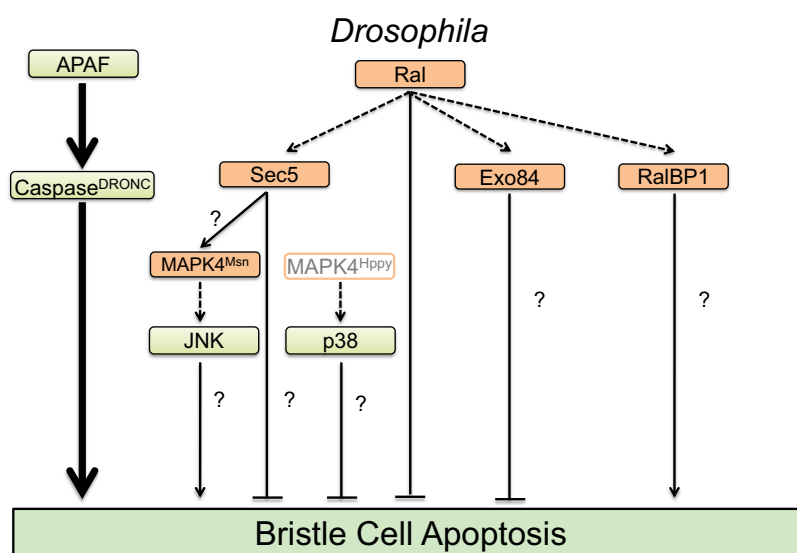 Drosophila
APAF
Ral
Caspase^DRONC
Sec5
Exo84
RalBP1
?
MAPK4^Msn
MAPK4^Hppy
?
?
JNK
p38
?
?
?
Bristle Cell Apoptosis